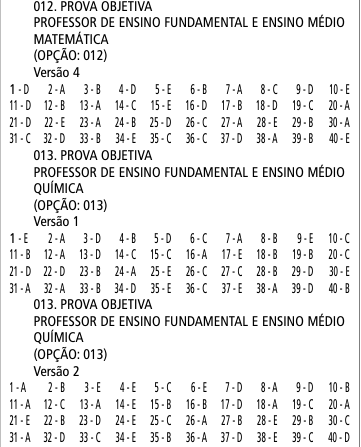 012. PROVA OBJETIVA
PROFESSOR DE ENSINO FUNDAMENTAL E ENSINO MÉDIO
MATEMÁTICA
(OPÇÃO: 012)
Versão 4
1 - D 2 - A 3 - B 4 - D 5 - E 6 - B 7 - A 8 - C 9 - D 10 - E
11 - D 12 - B 13 - A 14 - C 15 - E 16 - D 17 - B 18 - D 19 - C 20 - A
21 - D 22 - E 23 - A 24 - B 25 - D 26 - C 27 - A 28 - E 29 - B 30 - A
31 - C 32 - D 33 - B 34 - E 35 - C 36 - C 37 - D 38 - A 39 - B 40 - E
013. PROVA OBJETIVA
PROFESSOR DE ENSINO FUNDAMENTAL E ENSINO MÉDIO
QUÍMICA
(OPÇÃO: 013)
Versão 1
1 - E 2 - A 3 - D 4 - B 5 - D 6 - C 7 - A 8 - B 9 - E 10 - C
11 - B 12 - A 13 - D 14 - C 15 - C 16 - A 17 - E 18 - B 19 - B 20 - C
21 - D 22 - D 23 - B 24 - A 25 - E 26 - C 27 - C 28 - B 29 - D 30 - E
31 - A 32 - A 33 - B 34 - D 35 - E 36 - C 37 - E 38 - A 39 - D 40 - B
013. PROVA OBJETIVA
PROFESSOR DE ENSINO FUNDAMENTAL E ENSINO MÉDIO
QUÍMICA
(OPÇÃO: 013)
Versão 2
1 - A 2 - B 3 - E 4 - E 5 - C 6 - E 7 - D 8 - A 9 - D 10 - B
11 - A 12 - C 13 - A 14 - E 15 - B 16 - B 17 - D 18 - A 19 - C 20 - A
21 - E 22 - B 23 - D 24 - E 25 - C 26 - A 27 - B 28 - E 29 - B 30 - C
31 - A 32 - D 33 - C 34 - E 35 - B 36 - A 37 - D 38 - E 39 - C 40 - D